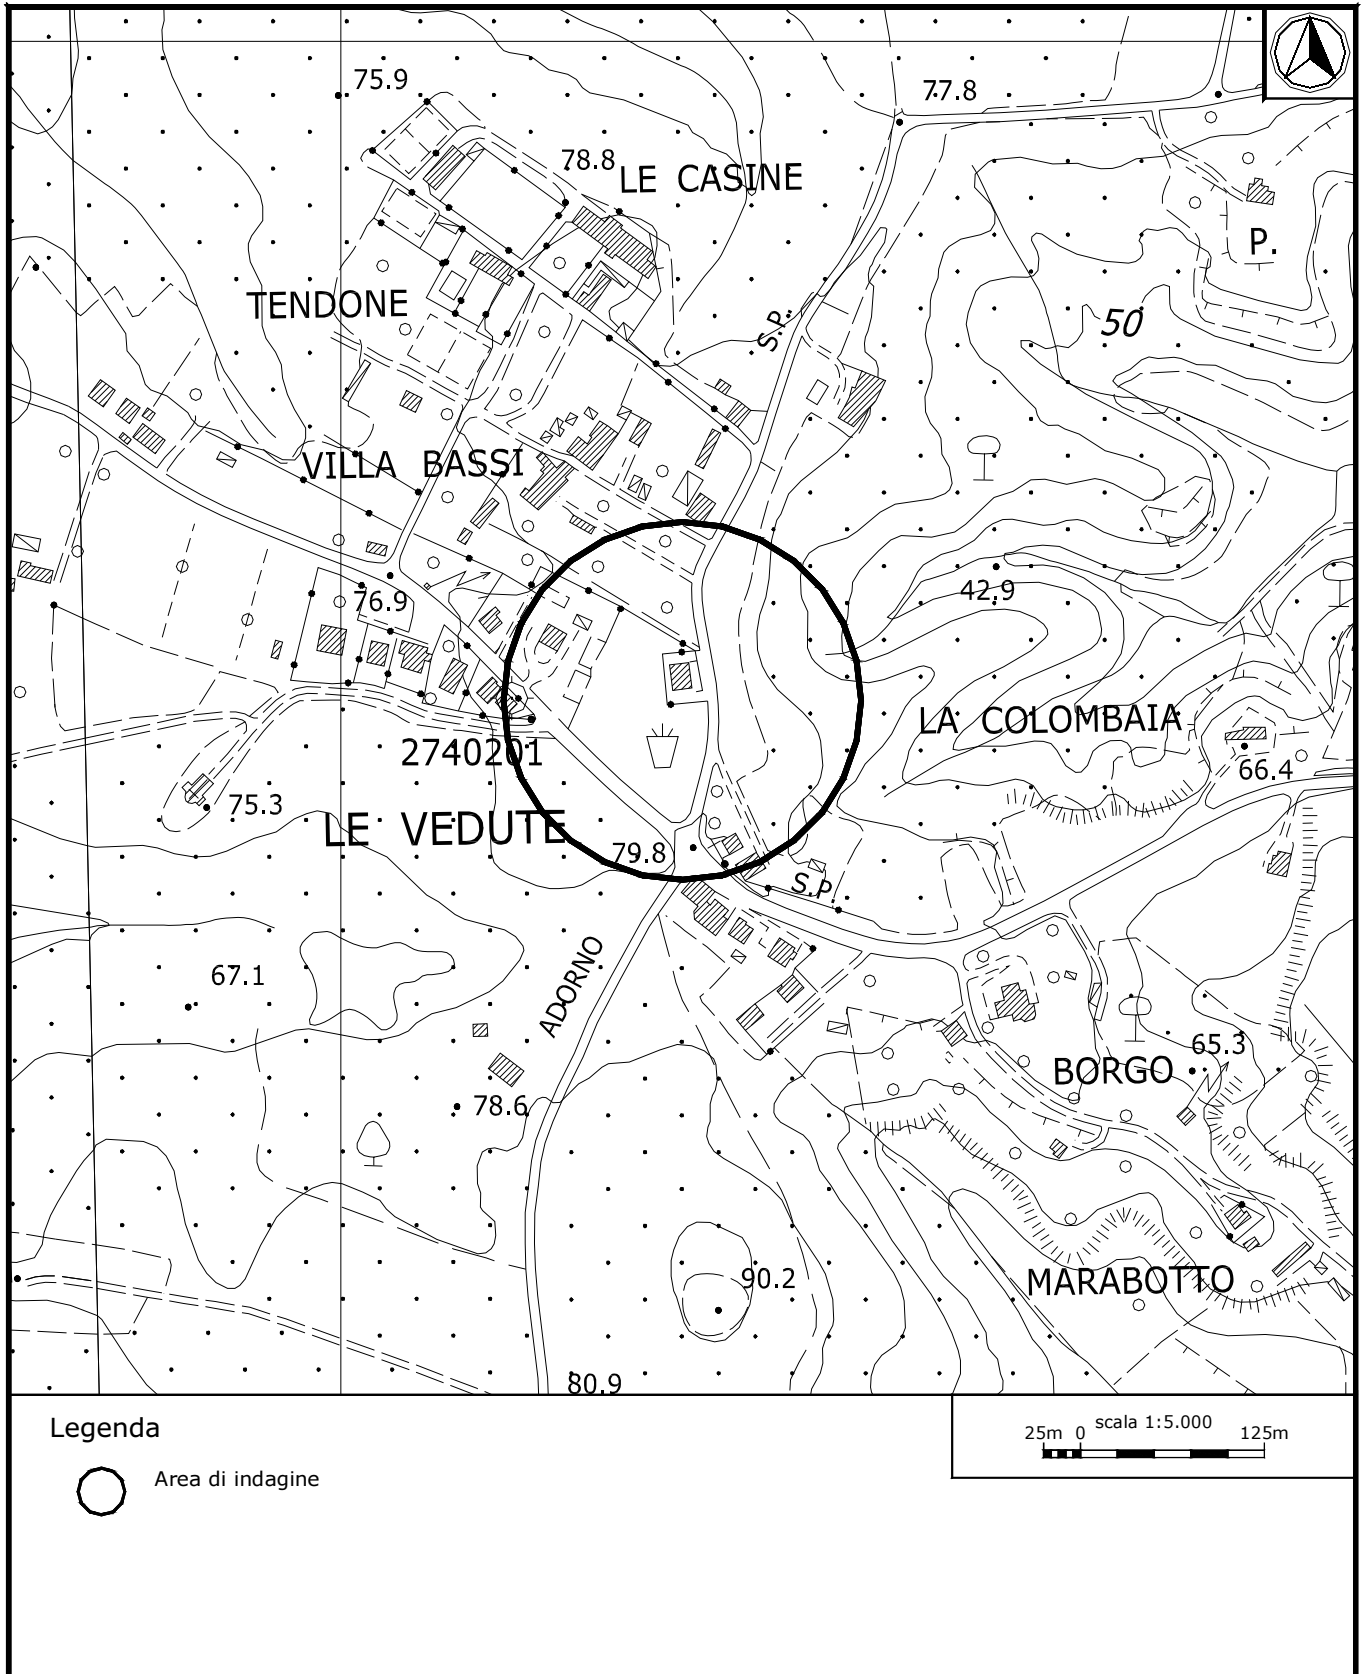 75.9
77.8
78.8
LE CASINE
P.
TENDONE
S.P.
50
VILLA BASSI
76.9
42.9
LA COLOMBAIA
2740201
66.4
75.3
LE VEDUTE
79.8
S.P.
ADORNO
67.1
65.3
BORGO
78.6
90.2
MARABOTTO
80.9
Legenda
Area di indagine
scala 1:5.000
25m 0 125m